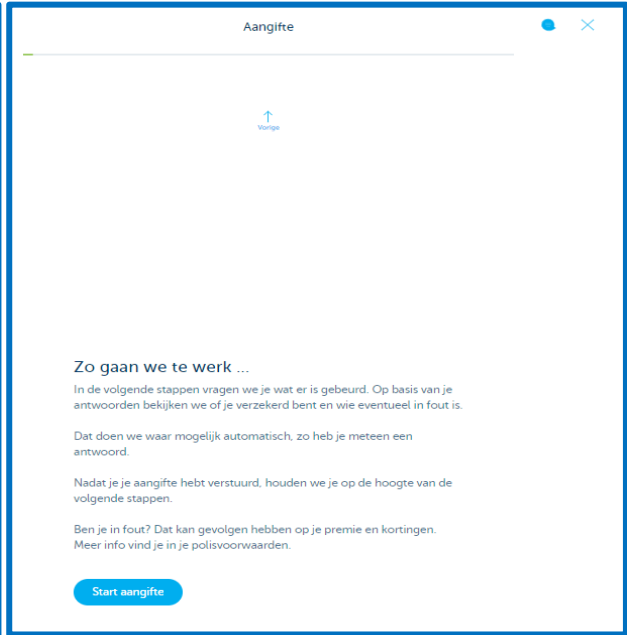 Aangifte
Vorige
Zo gaan we te werk ...
In de volgende stappen vragen we je wat er is gebeurd. Op basis van je
antwoorden bekijken we of je verzekerd bent en wie eventueel in fout is.
Dat doen we waar mogelijk automatisch, zo heb je meteen een
antwoord.
Nadat je je aangifte hebt verstuurd, houden we je op de hoogte van de
volgende stappen.
Ben je in fout? Dat kan gevolgen hebben op je premie en kortingen.
Meer info vind je in je polisvoorwaarden.
Start aangifte